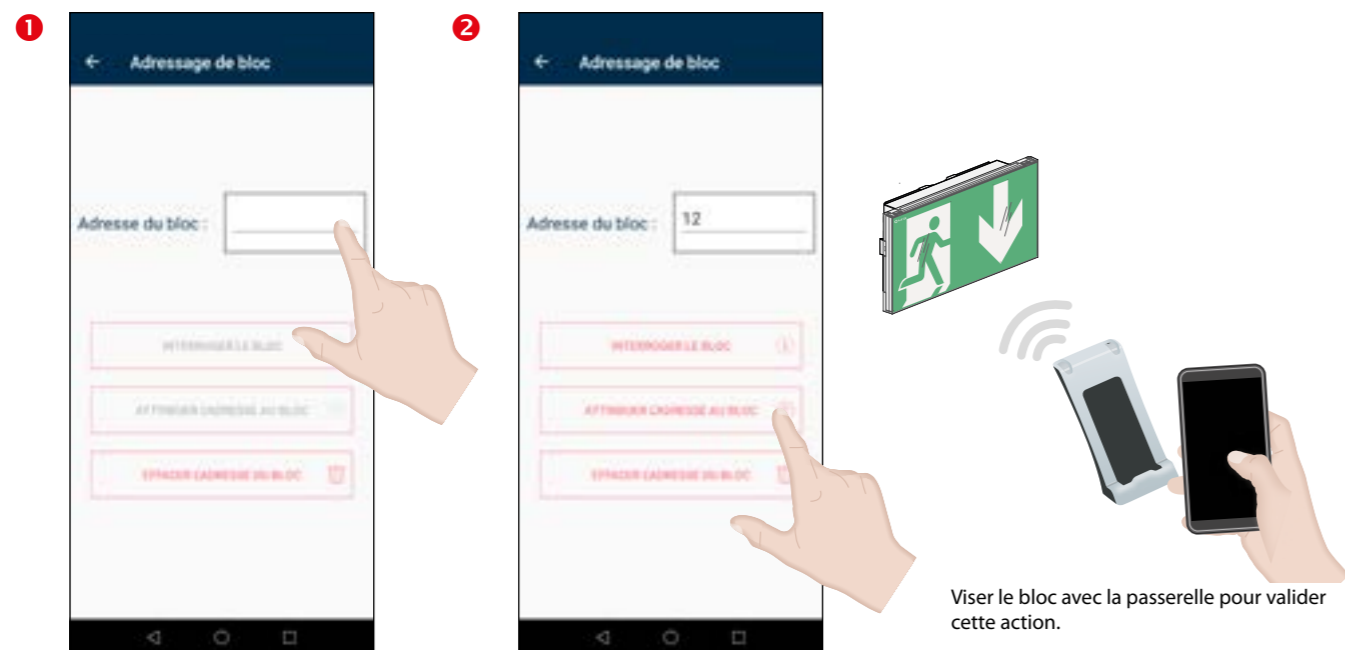 1
Adressage de bloc
Adresse du bloc :
INTERROGER LE BLOC
ATTRIBUER L'ADRESSE AU BLOC
EFFACER L'ADRESSE DU BLOC
2
Adressage de bloc
Adresse du bloc :
12
INTERROGER LE BLOC
ATTRIBUER L'ADRESSE AU BLOC
EFFACER L'ADRESSE DU BLOC
Viser le bloc avec la passerelle pour valider
cette action.